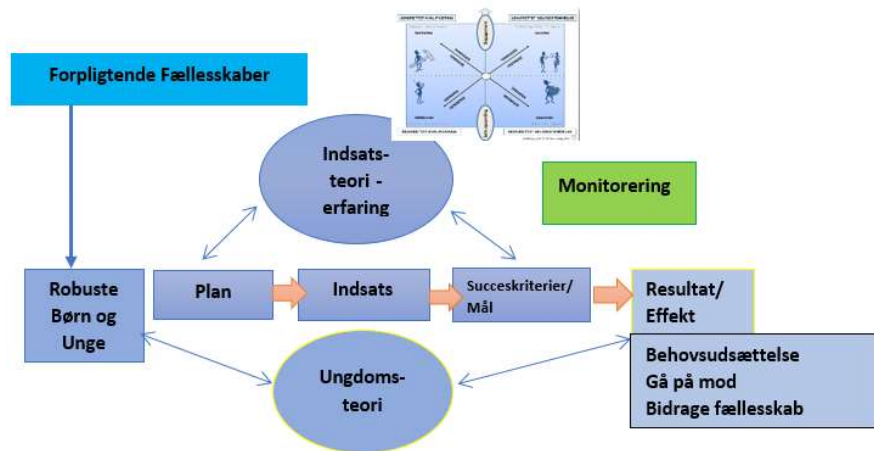 Forpligtende Fællesskaber
Indsats-
teori -
erfaring
Monitorering
Robuste
Børn og
Unge
Plan
Indsats
Succeskriterier/
Mål
Resultat/
Effekt
Ungdoms-
teori
Behovsudsættelse
Gå på mod
Bidrage fællesskab